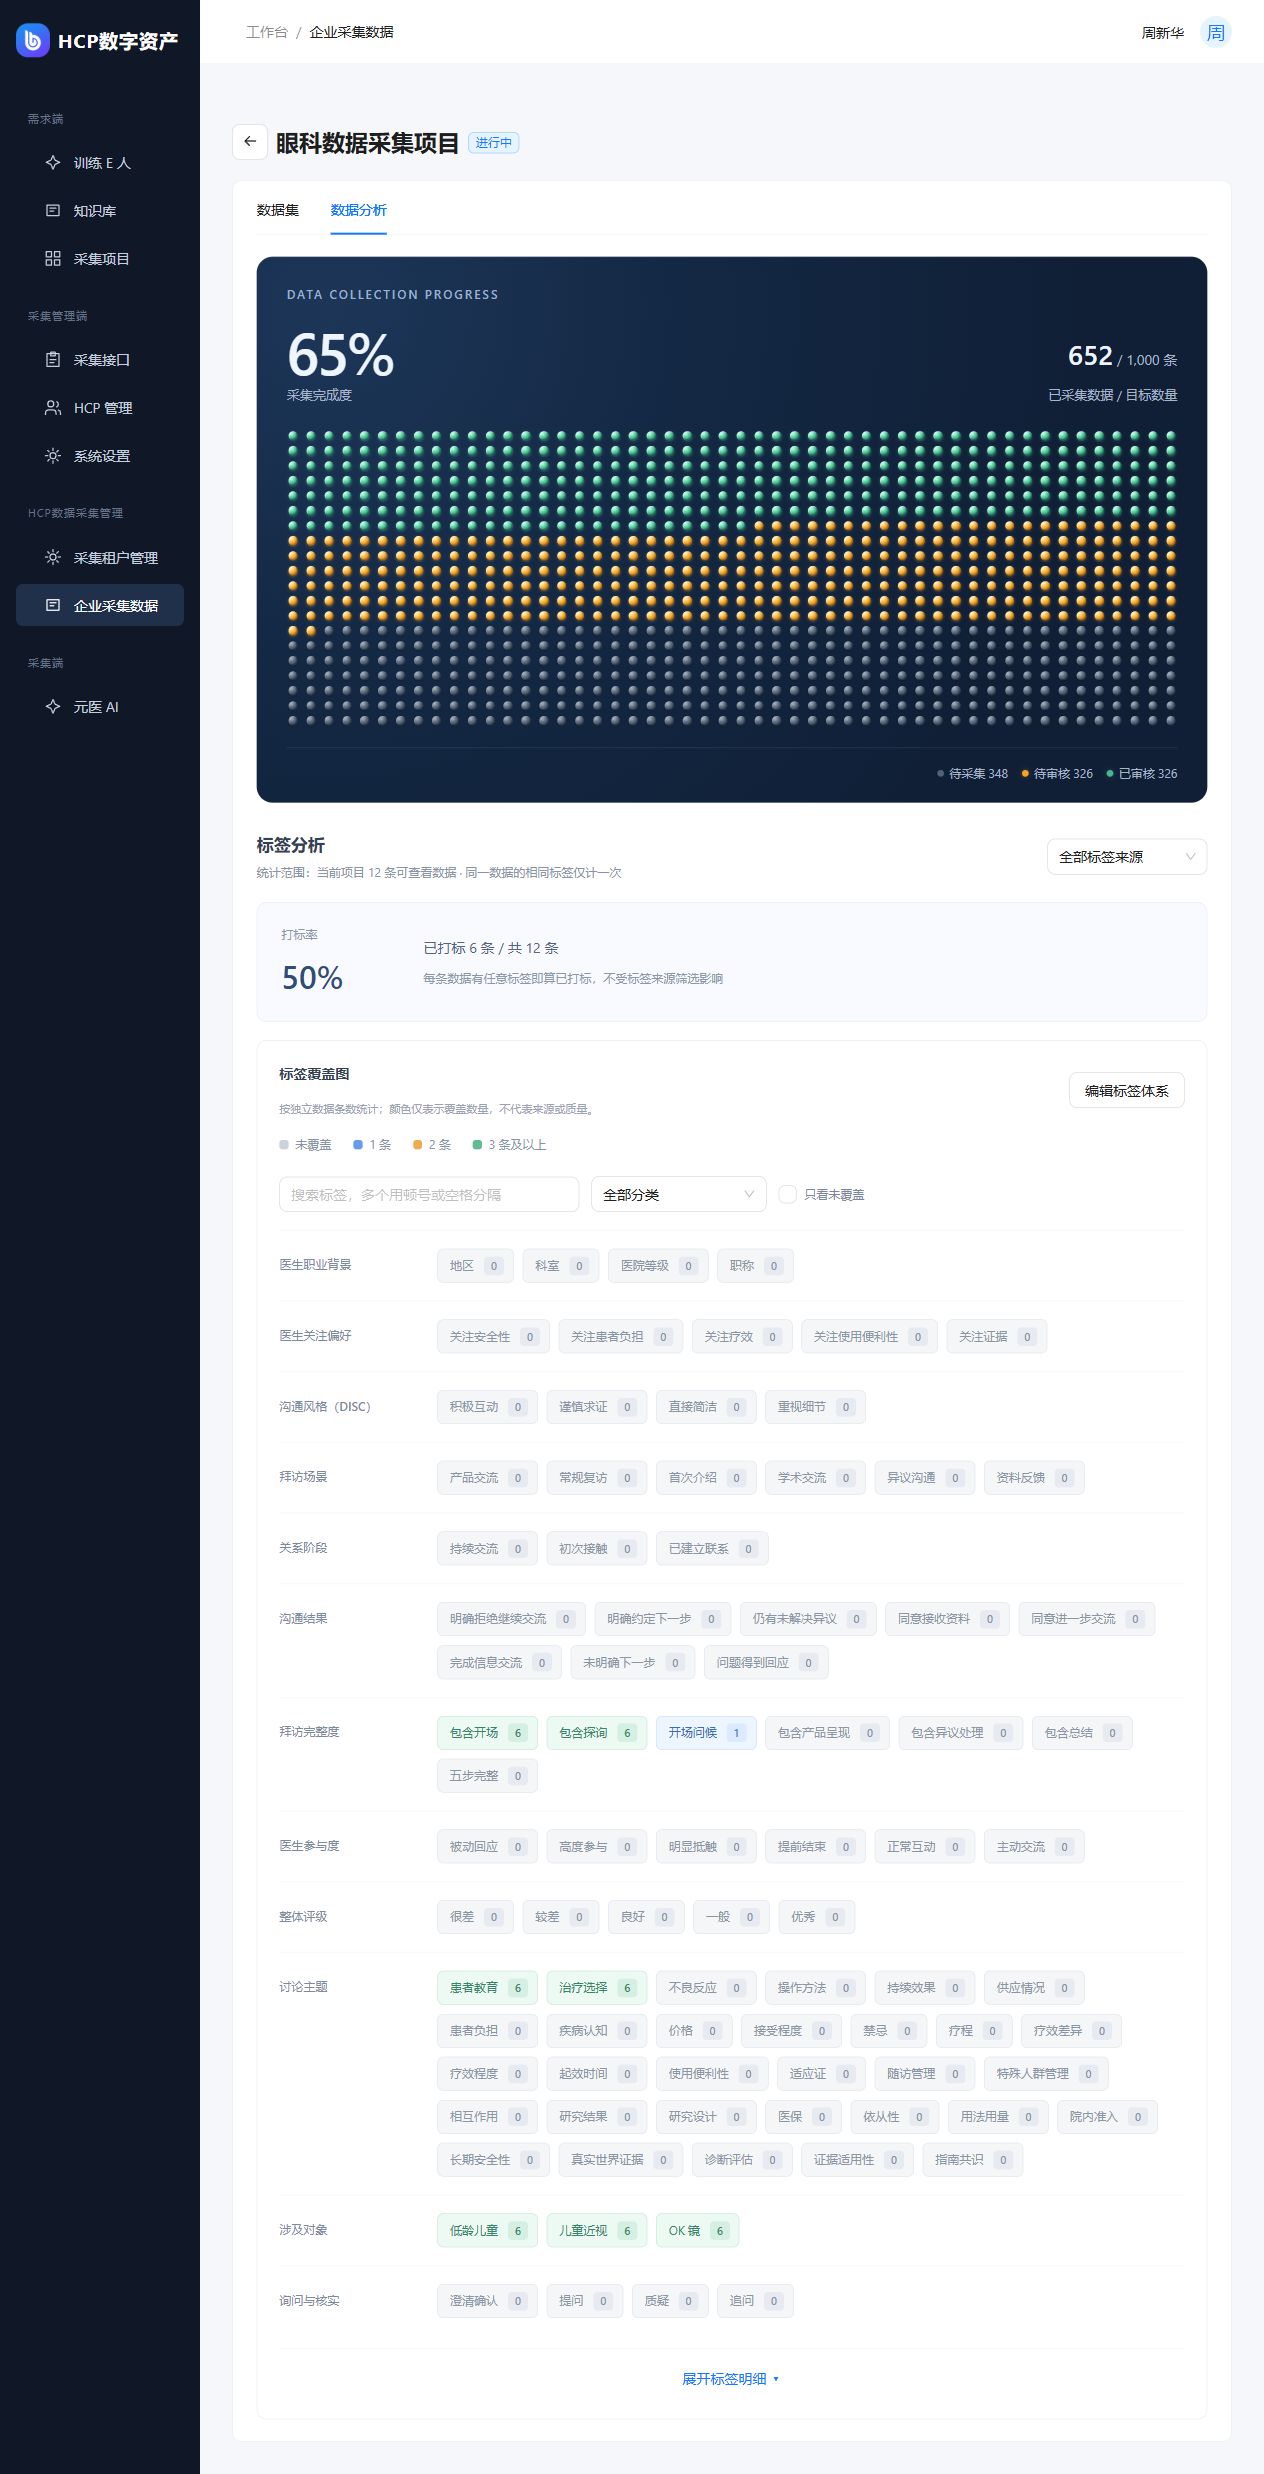 HCP数字资产
工作台 / 企业采集数据
周新华 周
需求端
训练 E 人
知识库
采集项目
采集管理端
采集接口
HCP 管理
系统设置
HCP数据采集管理
采集租户管理
企业采集数据
采集端
元医 AI
眼科数据采集项目 进行中
数据集 数据分析
DATA COLLECTION PROGRESS
65%
采集完成度
652 / 1,000 条
已采集数据 / 目标数量
待采集 348 待审核 326 已审核 326
标签分析
统计范围：当前项目 12 条可查看数据 · 同一数据的相同标签仅计一次
全部标签来源
打标率
50%
已打标 6 条 / 共 12 条
每条数据有任意标签即算已打标，不受标签来源筛选影响
标签覆盖图
按独立数据条数统计；颜色仅表示覆盖数量，不代表来源或质量。
编辑标签体系
未覆盖 1 条 2 条 3 条及以上
搜索标签，多个用顿号或空格分隔 全部分类 只看未覆盖
医生职业背景 地区 0 科室 0 医院等级 0 职称 0
医生关注偏好 关注安全性 0 关注患者负担 0 关注疗效 0 关注使用便利性 0 关注证据 0
沟通风格（DISC） 积极互动 0 谨慎求证 0 直接简洁 0 重视细节 0
拜访场景 产品交流 0 常规复访 0 首次介绍 0 学术交流 0 异议沟通 0 资料反馈 0
关系阶段 持续交流 0 初次接触 0 已建立联系 0
沟通结果 明确拒绝继续交流 0 明确约定下一步 0 仍有未解决异议 0 同意接收资料 0 同意进一步交流 0
完成信息交流 0 未明确下一步 0 问题得到回应 0
拜访完整度 包含开场 6 包含探询 6 开场问候 1 包含产品呈现 0 包含异议处理 0 包含总结 0
五步完整 0
医生参与度 被动回应 0 高度参与 0 明显抵触 0 提前结束 0 正常互动 0 主动交流 0
整体评级 很差 0 较差 0 良好 0 一般 0 优秀 0
讨论主题 患者教育 6 治疗选择 6 不良反应 0 操作方法 0 持续效果 0 供应情况 0
患者负担 0 疾病认知 0 价格 0 接受程度 0 禁忌 0 疗程 0 疗效差异 0
疗效程度 0 起效时间 0 使用便利性 0 适应证 0 随访管理 0 特殊人群管理 0
相互作用 0 研究结果 0 研究设计 0 医保 0 依从性 0 用法用量 0 院内准入 0
长期安全性 0 真实世界证据 0 诊断评估 0 证据适用性 0 指南共识 0
涉及对象 低龄儿童 6 儿童近视 6 OK 镜 6
询问与核实 澄清确认 0 提问 0 质疑 0 追问 0
展开标签明细